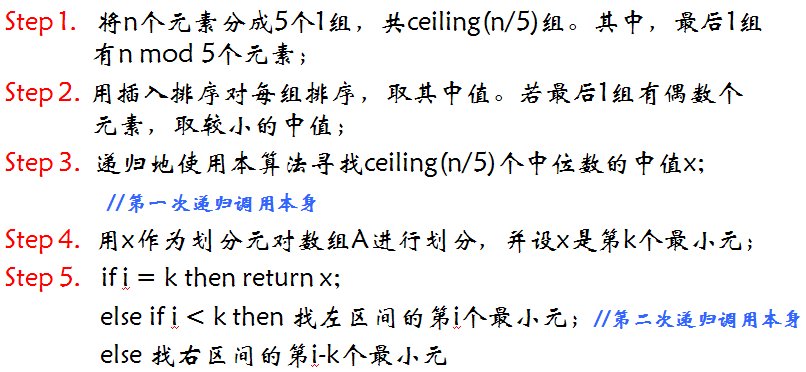 Step 1. 将n个元素分成5个1组，共ceiling(n/5)组。其中，最后1组
有n mod 5个元素；
Step 2. 用插入排序对每组排序，取其中值。若最后1组有偶数个
元素，取较小的中值；
Step 3. 递归地使用本算法寻找ceiling(n/5)个中位数的中值x；
//第一次递归调用本身
Step 4. 用x作为划分元对数组A进行划分，并设x是第k个最小元；
Step 5. if i = k then return x;
else if i < k then 找左区间的第i个最小元；//第二次递归调用本身
else 找右区间的第i-k个最小元